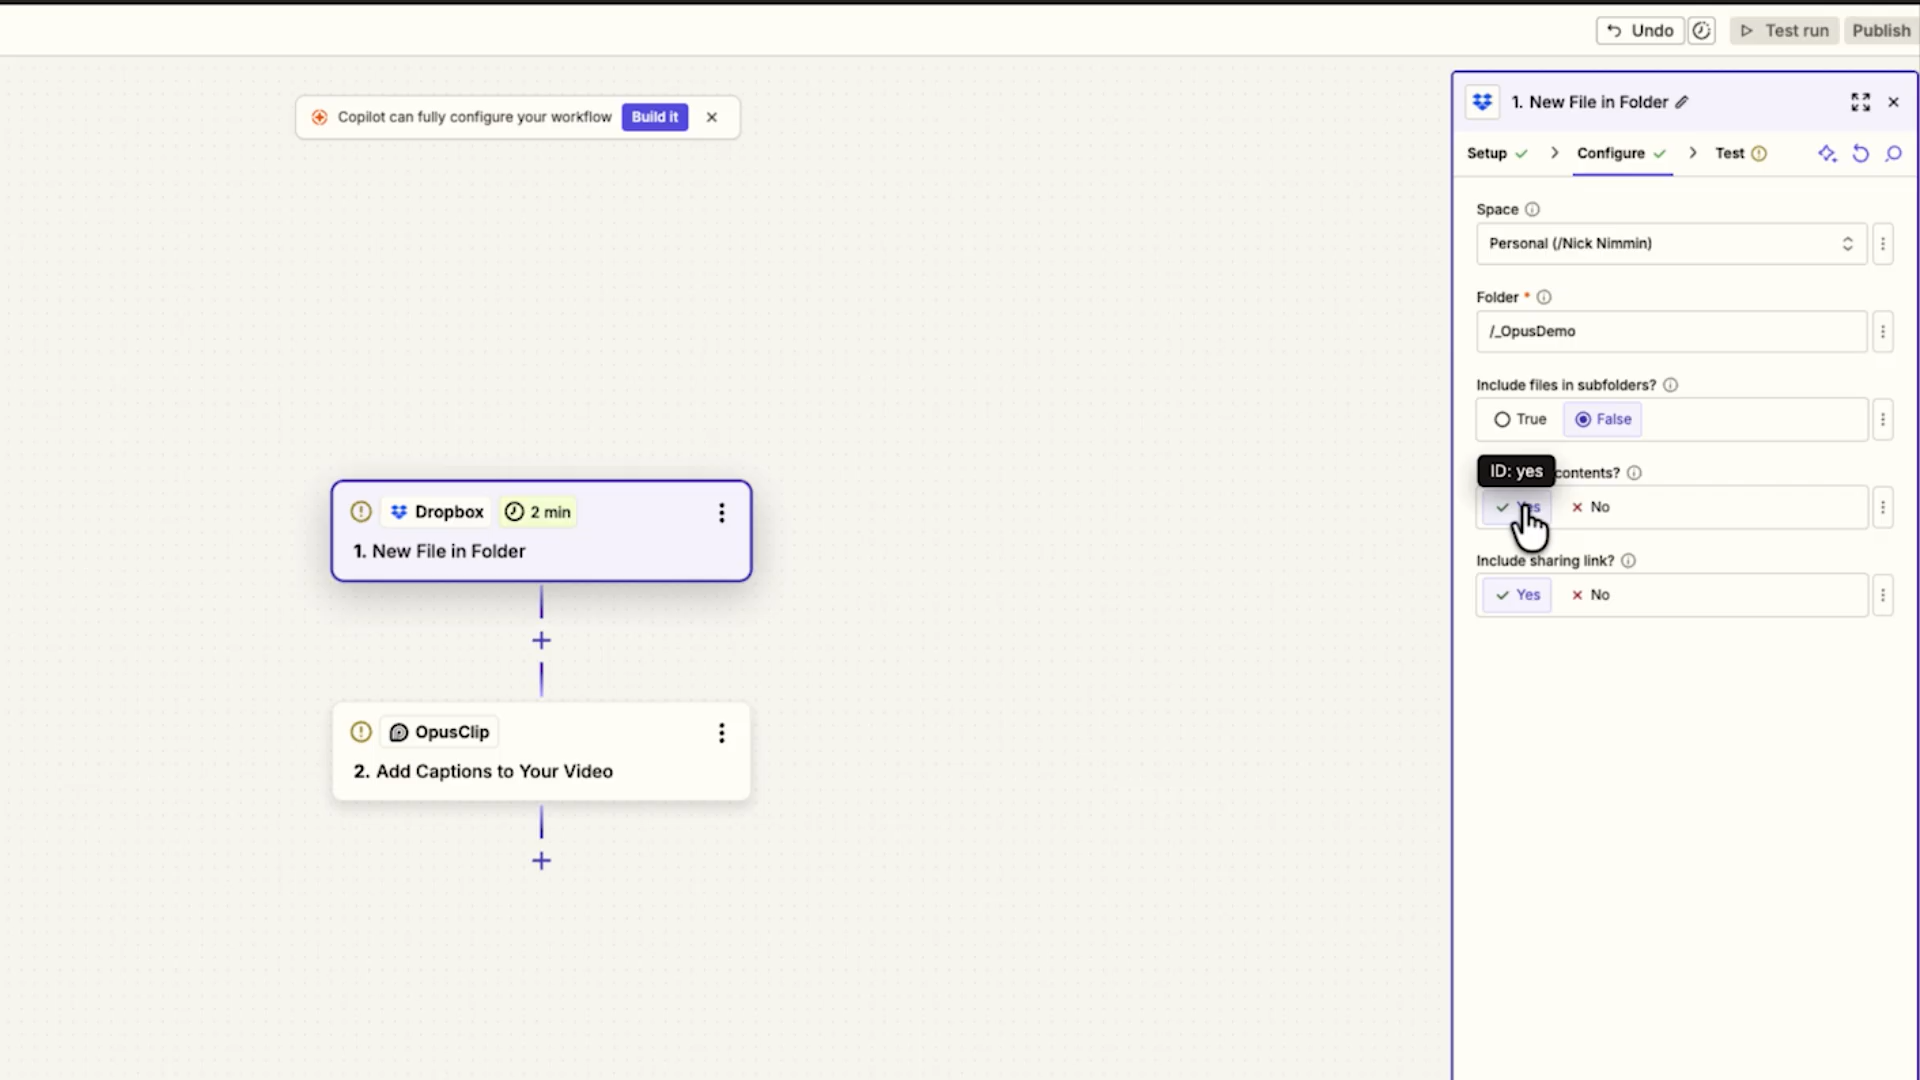 Undo
Test run
Publish
Copilot can fully configure your workflow
Build it
1. New File in Folder
Setup
Configure
Test
Space
Personal (/Nick Nimmin)
Folder *
/_OpusDemo
Include files in subfolders?
True
False
ID: yes
contents?
Yes
No
Include sharing link?
Yes
No
Dropbox
2 min
1. New File in Folder
OpusClip
2. Add Captions to Your Video